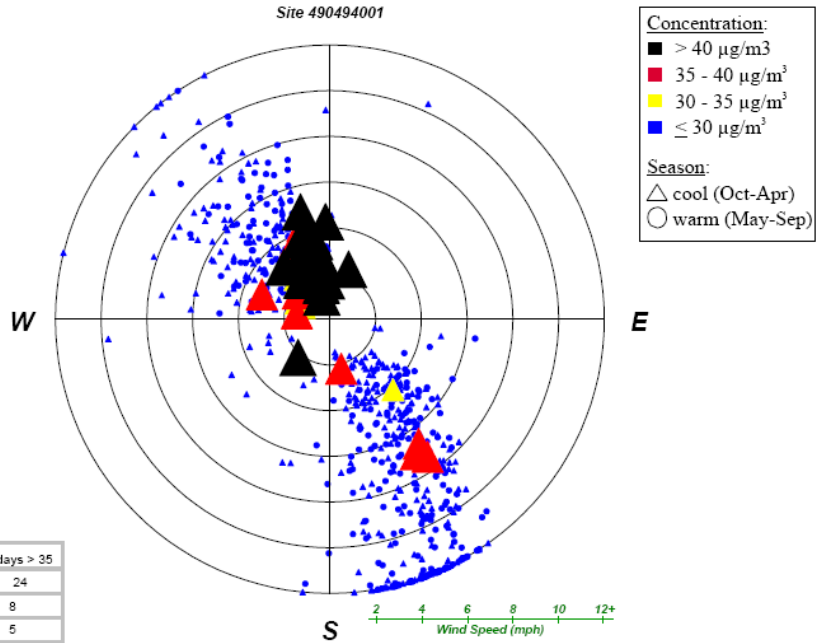 Site 490494001
Concentration:
> 40 µg/m3
35 - 40 µg/m³
30 - 35 µg/m³
≤ 30 µg/m³
Season:
cool (Oct-Apr)
warm (May-Sep)
W
E
days > 35
24
8
5
S
2 4 6 8 10 12+
Wind Speed (mph)